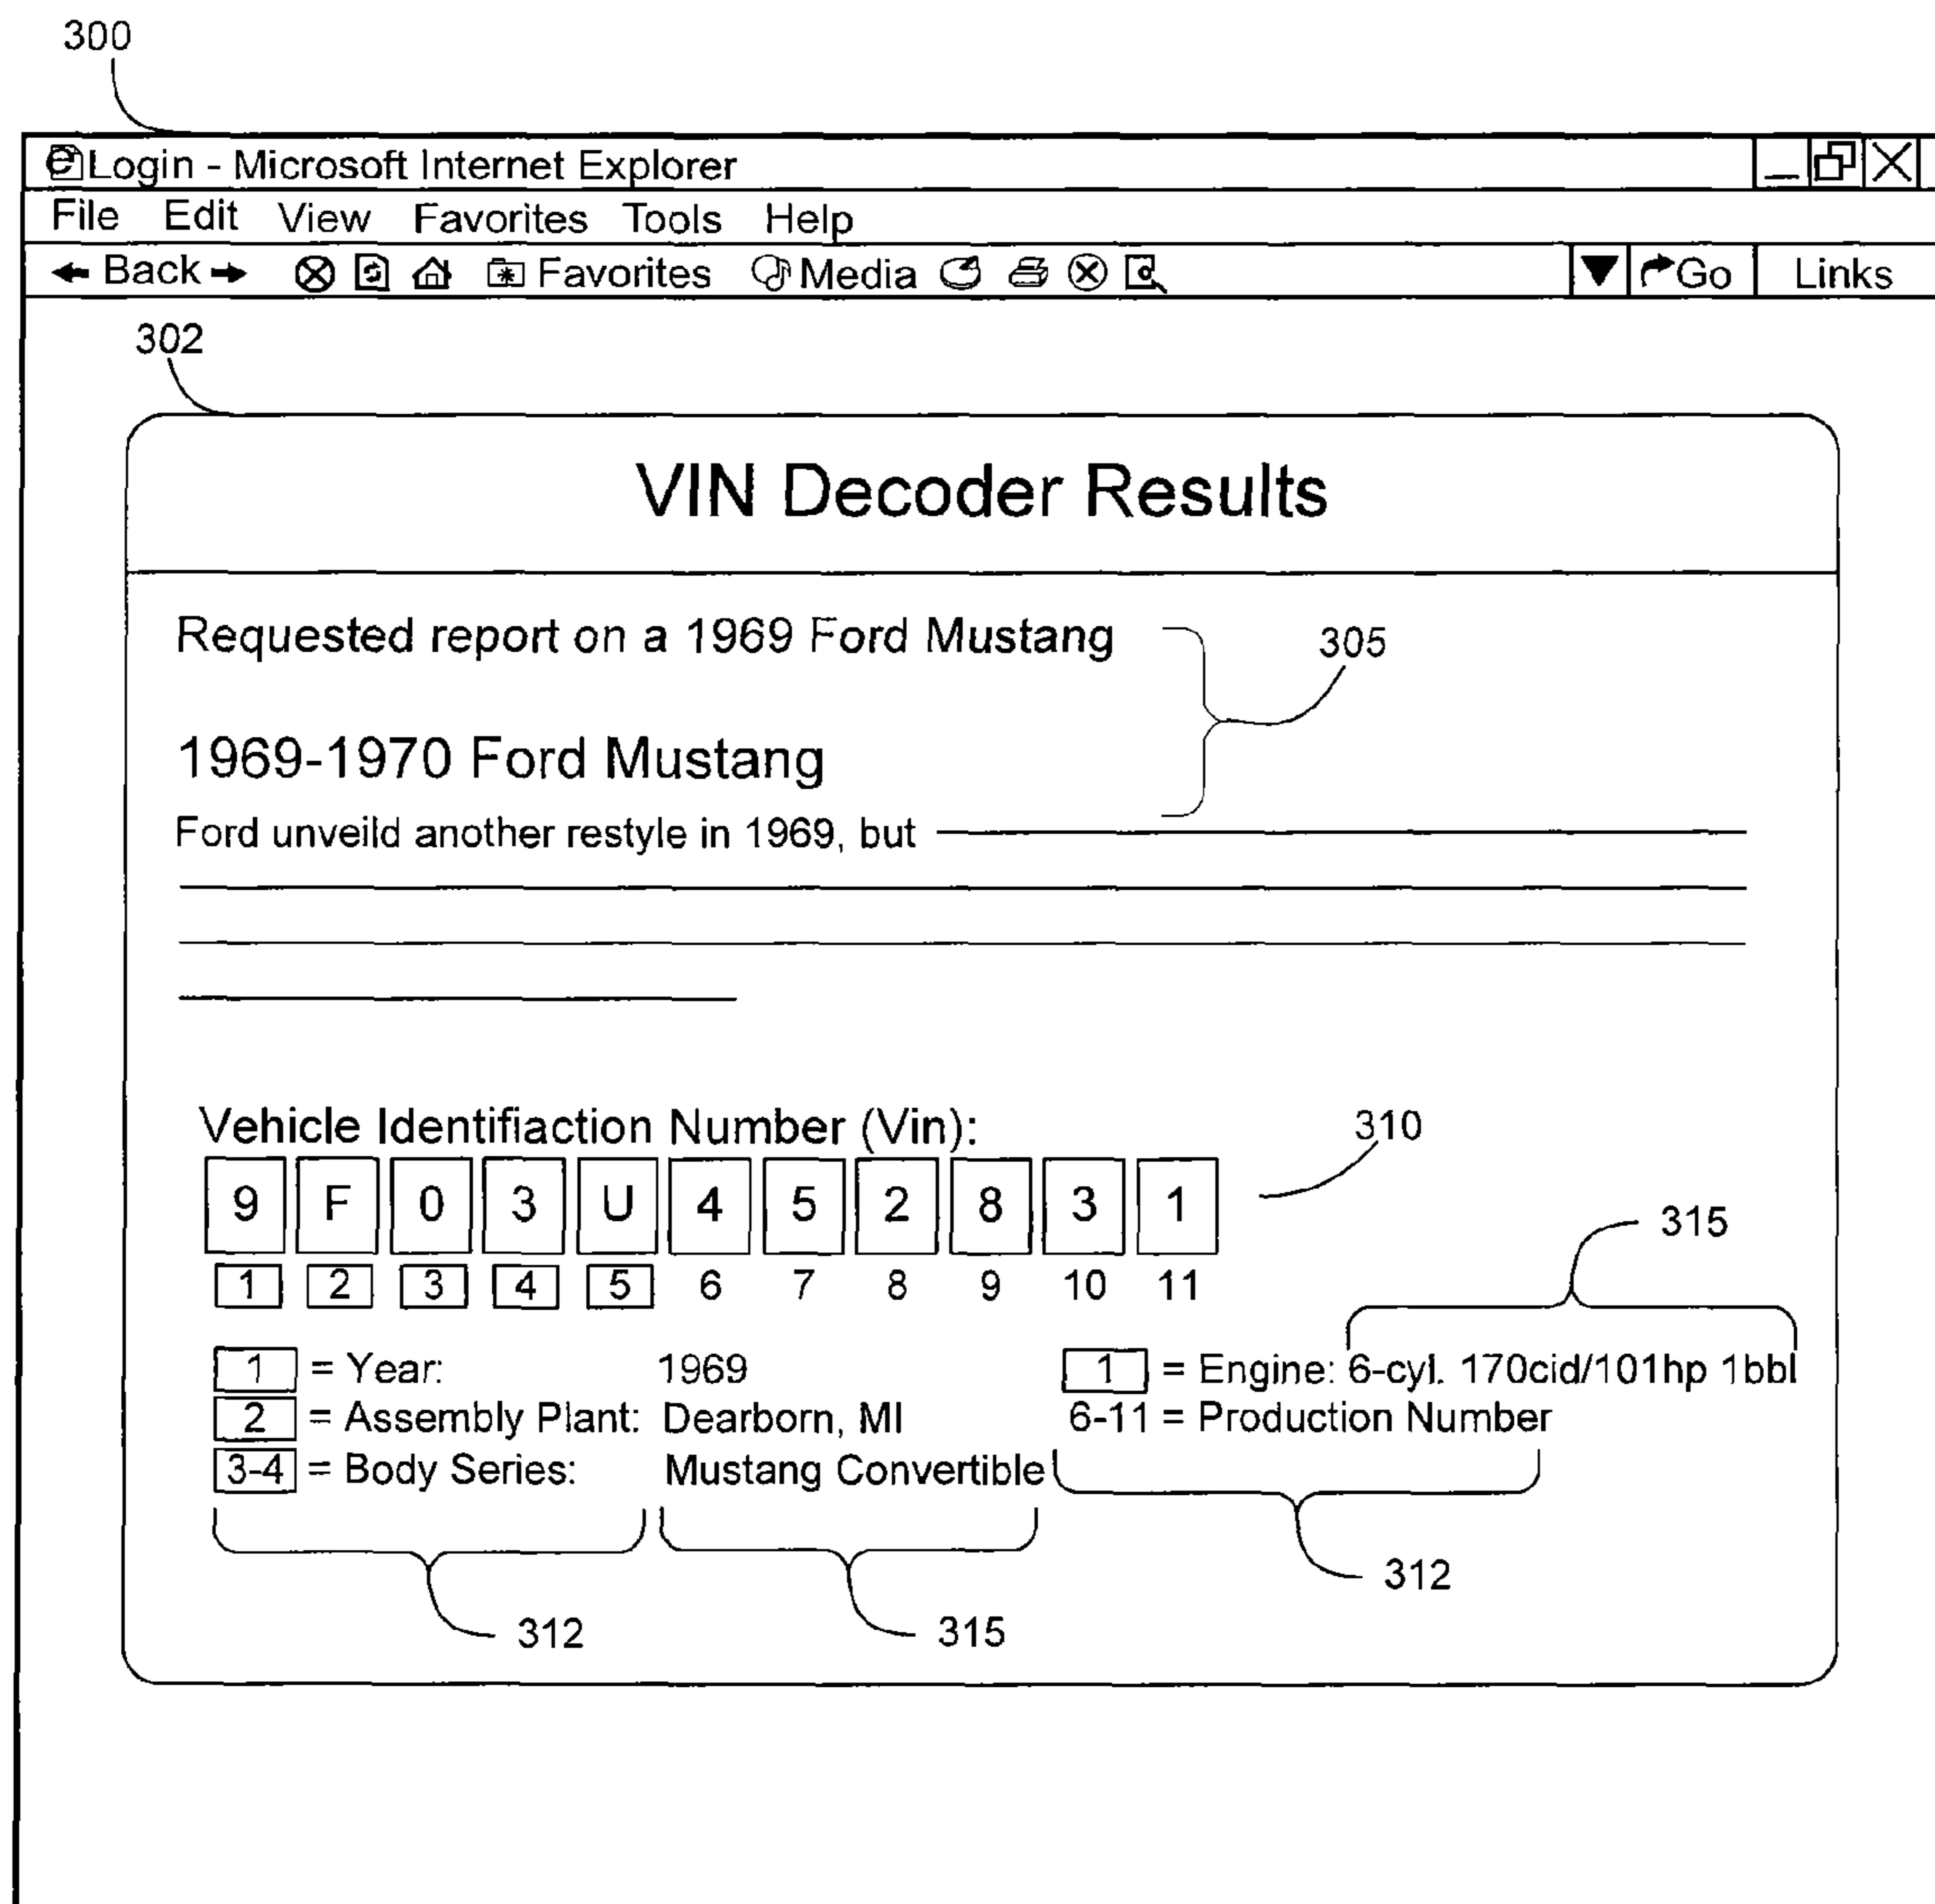 300
Login - Microsoft Internet Explorer
File Edit View Favorites Tools Help
Back Favorites Media Go Links
302
VIN Decoder Results
Requested report on a 1969 Ford Mustang
305
1969-1970 Ford Mustang
Ford unveild another restyle in 1969, but
Vehicle Identifiaction Number (Vin):
310
9 F 0 3 U 4 5 2 8 3 1
315
1 2 3 4 5 6 7 8 9 10 11
1 = Year: 1969 1 = Engine: 6-cyl. 170cid/101hp 1bbl
2 = Assembly Plant: Dearborn, MI 6-11 = Production Number
3-4 = Body Series: Mustang Convertible
312
312 315